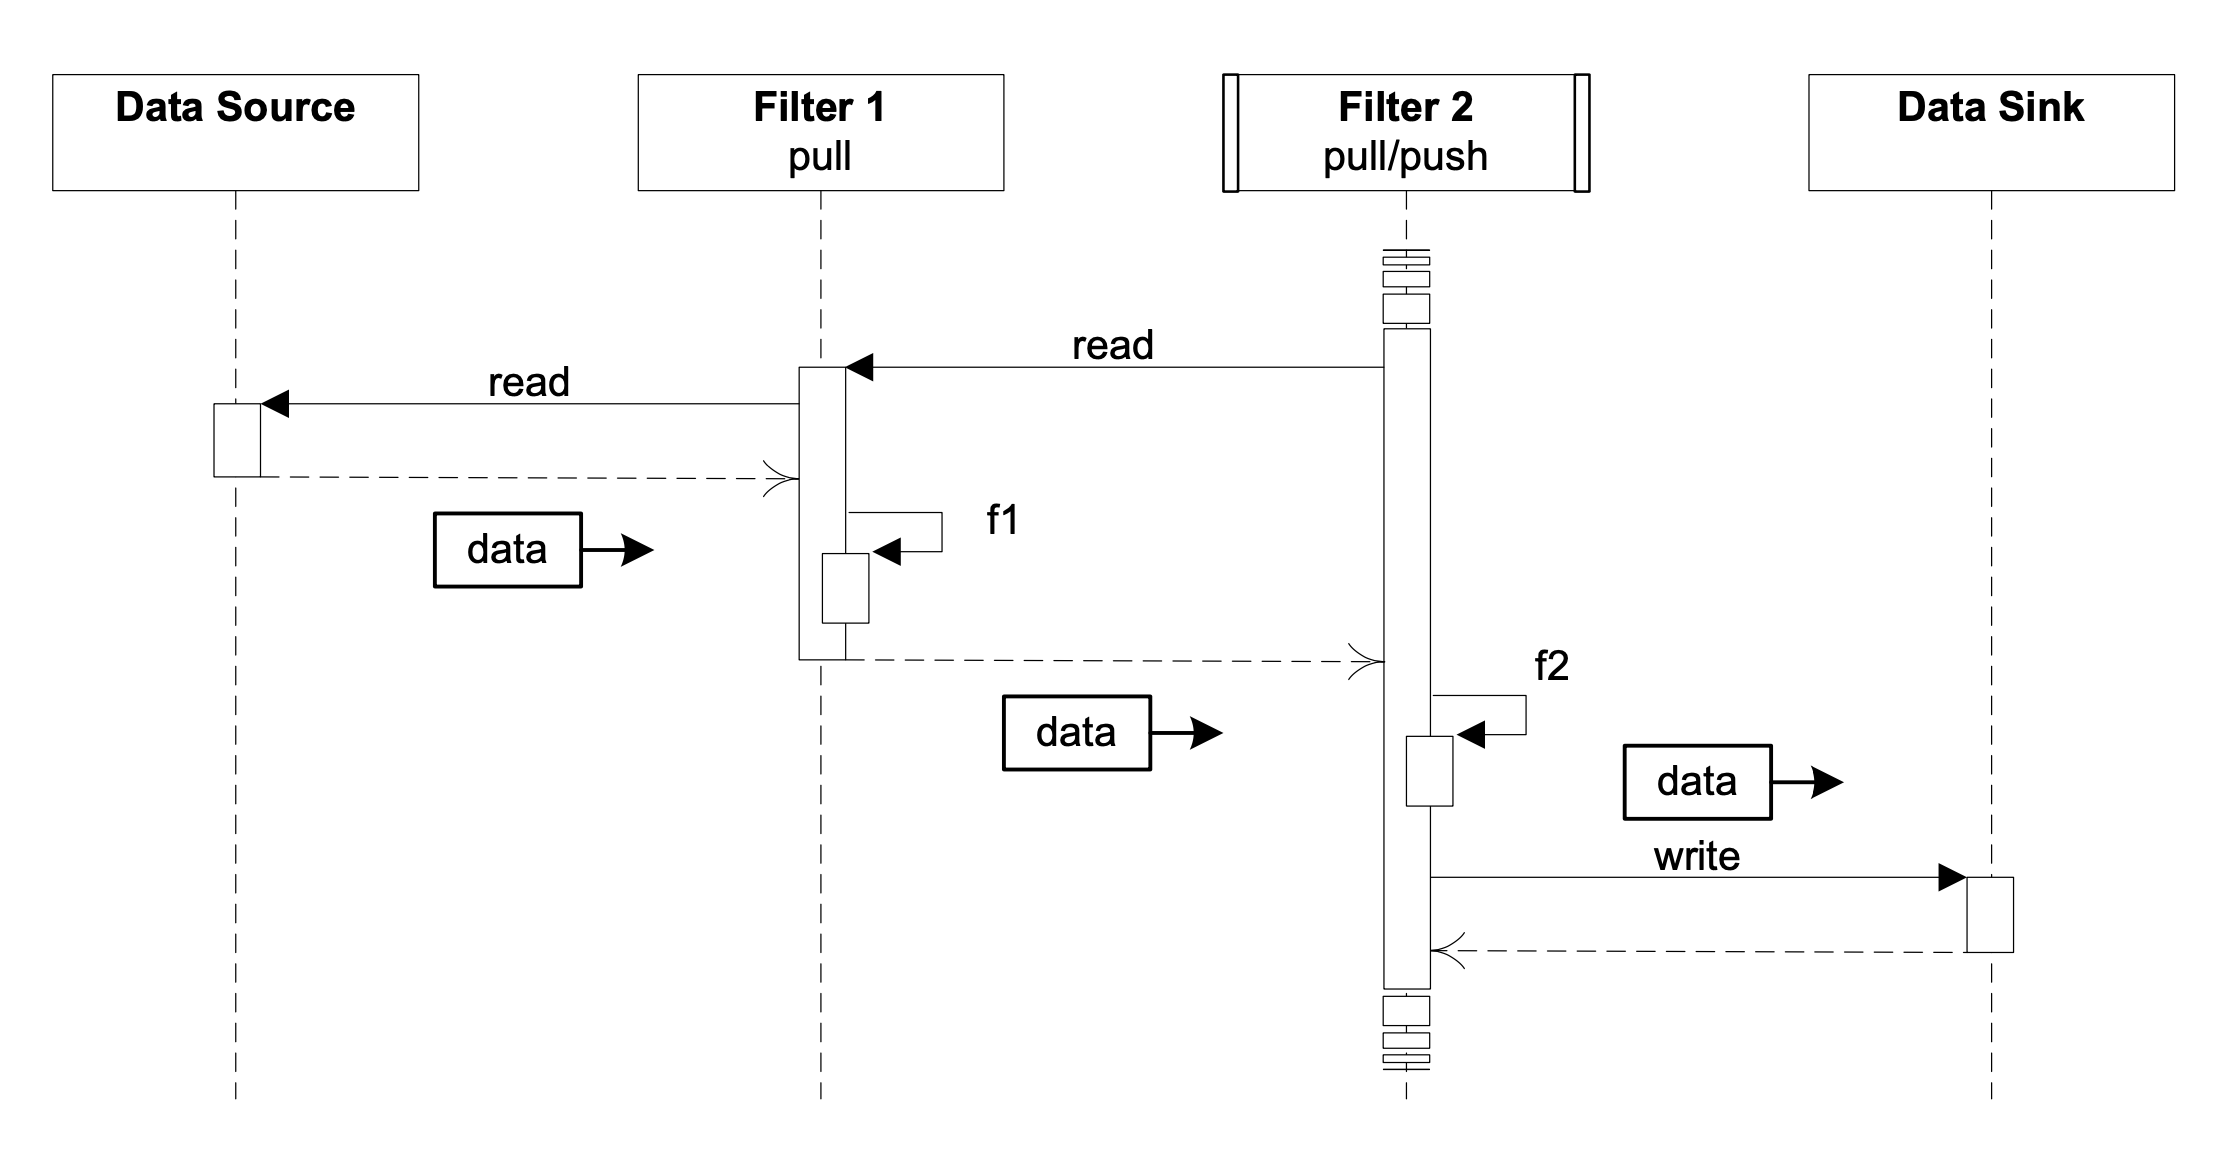 Data Source
Filter 1
pull
Filter 2
pull/push
Data Sink
read
read
data
f1
data
f2
data
write